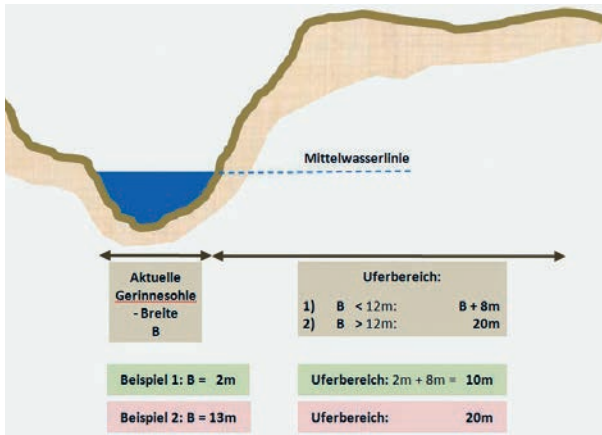 Mittelwasserlinie
Aktuelle
Gerinnesohle
- Breite
B
Uferbereich:
1) B < 12m: B + 8m
2) B > 12m: 20m
Beispiel 1: B = 2m
Uferbereich: 2m + 8m = 10m
Beispiel 2: B = 13m
Uferbereich: 20m